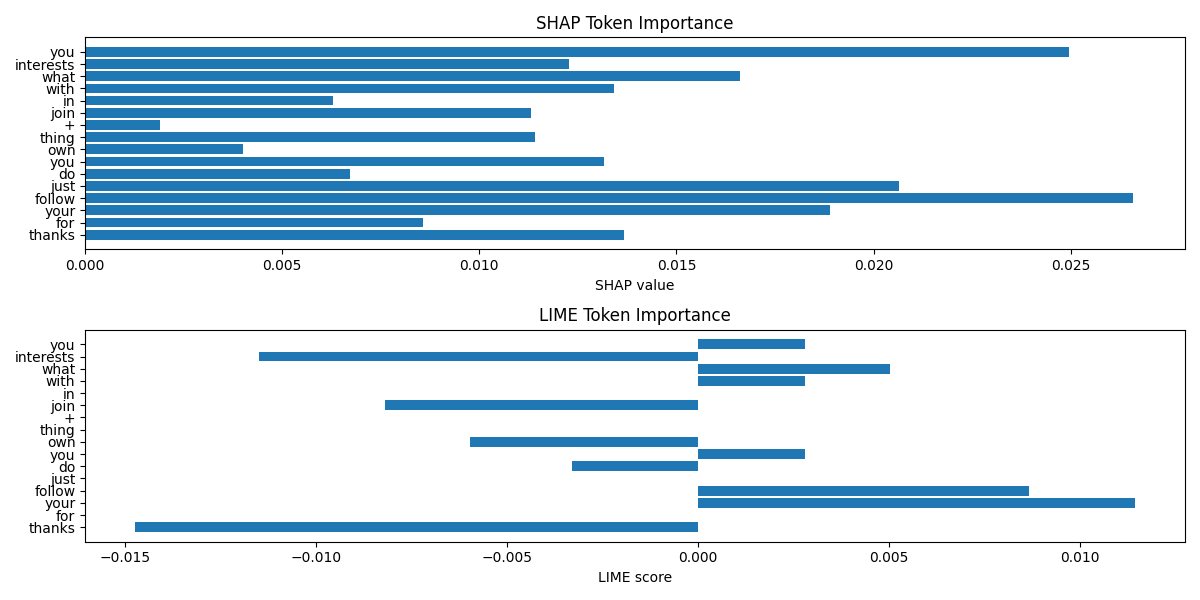 SHAP Token Importance
you
interests
what
with
in
join
+
thing
own
you
do
just
follow
your
for
thanks
0.000 0.005 0.010 0.015 0.020 0.025
SHAP value
LIME Token Importance
you
interests
what
with
in
join
+
thing
own
you
do
just
follow
your
for
thanks
−0.015 −0.010 −0.005 0.000 0.005 0.010
LIME score